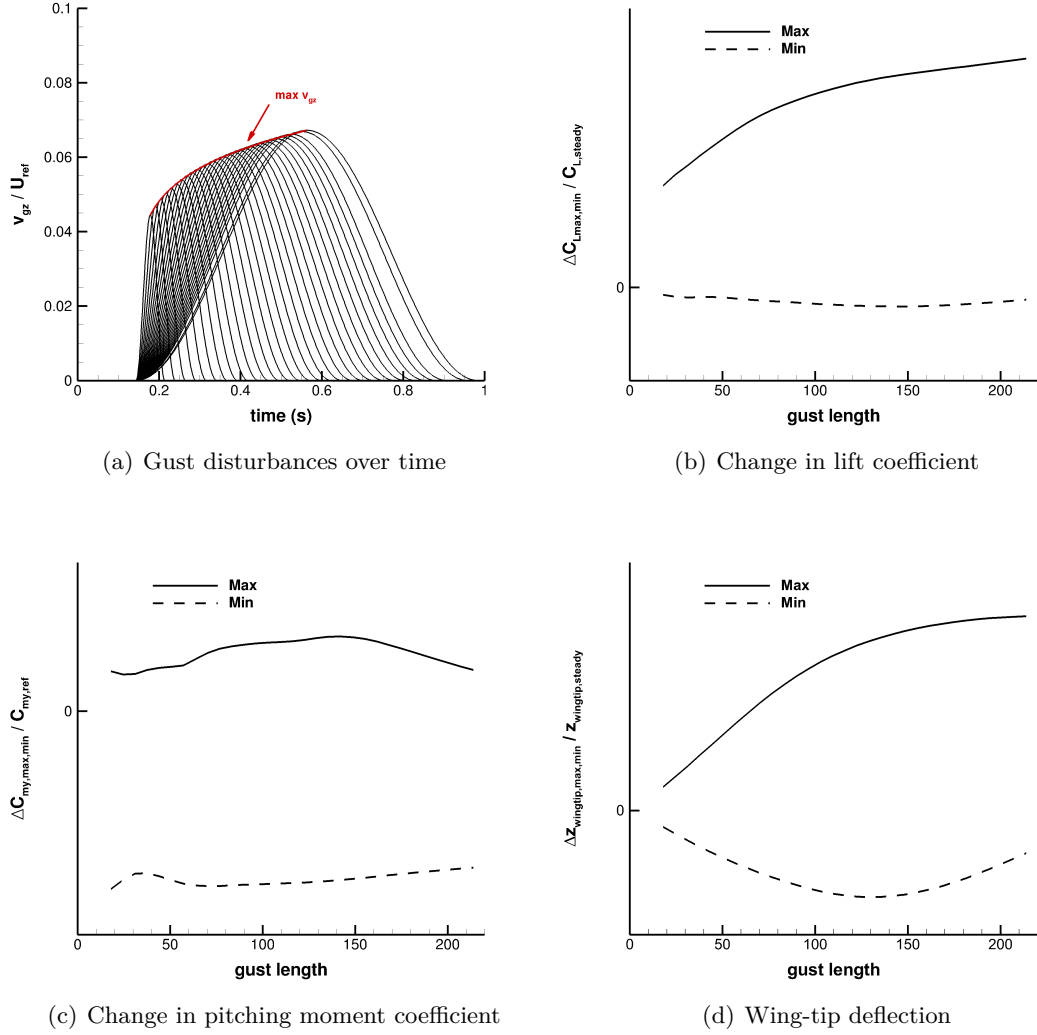 0.1
0.08
0.06
0.04
0.02
0
v_gz / U_ref
max v_gz
0 0.2 0.4 0.6 0.8 1
time (s)
(a) Gust disturbances over time
Max
Min
ΔC_Lmax,min / C_L,steady
0
0 50 100 150 200
gust length
(b) Change in lift coefficient
Max
Min
ΔC_my,max,min / C_my,ref
0
0 50 100 150 200
gust length
(c) Change in pitching moment coefficient
Max
Min
Δz_wingtip,max,min / z_wingtip,steady
0
0 50 100 150 200
gust length
(d) Wing-tip deflection